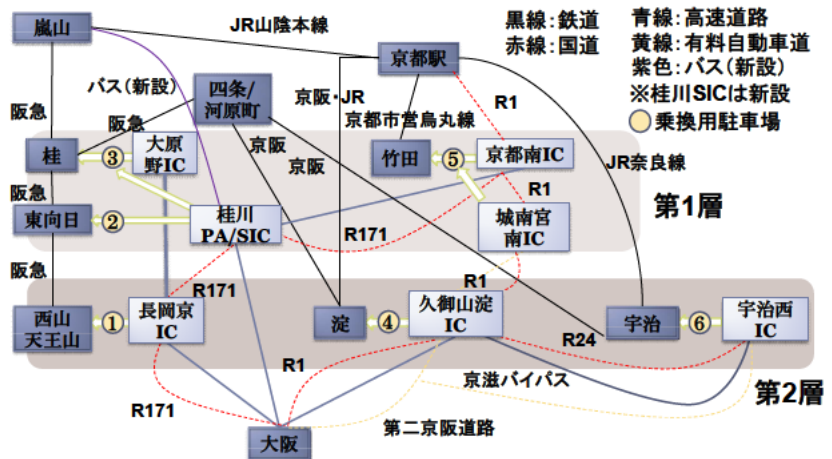 嵐山
JR山陰本線
京都駅
黒線：鉄道
赤線：国道
青線：高速道路
黄線：有料自動車道
紫色：バス（新設）
※桂川SICは新設
乗換用駐車場
バス（新設）
四条/
河原町
京阪・JR
R1
阪急
阪急
京阪
京都市営烏丸線
桂
③
大原
野IC
京阪
竹田
⑤
京都南IC
JR奈良線
阪急
R1
第1層
東向日
②
桂川
PA/SIC
R171
城南宮
南IC
阪急
R171
R1
西山
天王山
①
長岡京
IC
淀
④
久御山淀
IC
宇治
⑥
宇治西
IC
R1
R24
京滋バイパス
第2層
R171
第二京阪道路
大阪